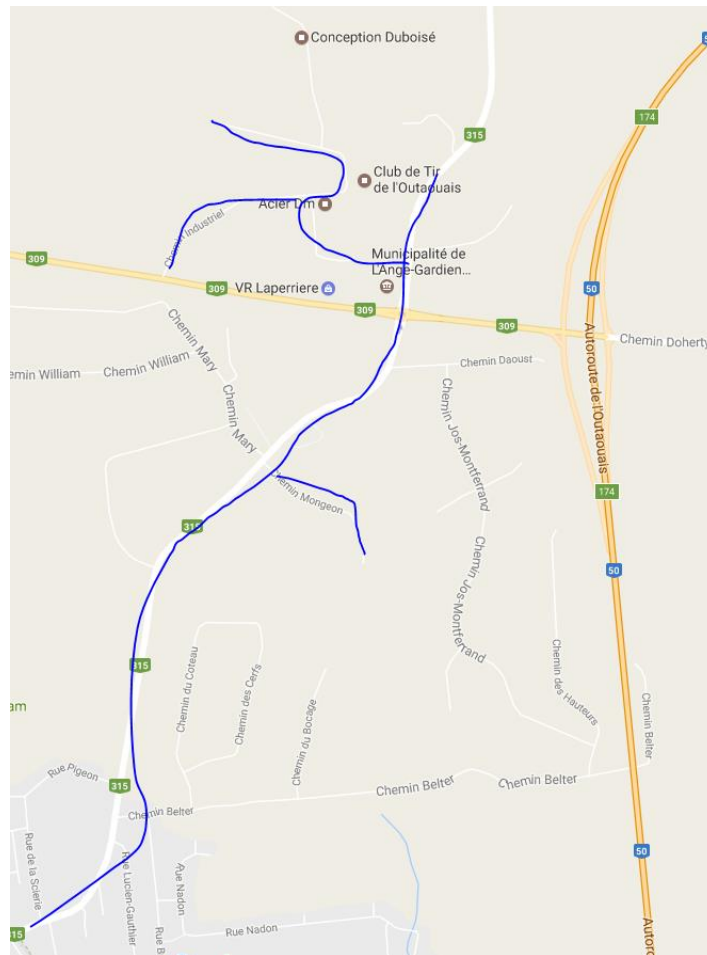 Conception Duboisé
50
174
315
Club de Tir
de l'Outaouais
Acier Dm
Chemin Industriel
Municipalité de
L'Ange-Gardien...
309
309
VR Laperriere
309
309
50
Chemin Doherty
Chemin Mary
Chemin William
Chemin Daoust
Autoroute de l'Outaouais
Chemin Mary
Chemin Jos-Montferrand
Chemin Mongeon
174
315
50
Chemin Jos-Montferrand
315
Chemin du Coteau
Chemin des Cerfs
Chemin du Bocage
Chemin des Hauteurs
Chemin Belter
Rue Pigeon
315
Chemin Belter
Chemin Belter
Chemin Belter
Rue de la Scierie
Rue Lucien-Gauthier
Rue Nadon
50
Rue Nadon
315